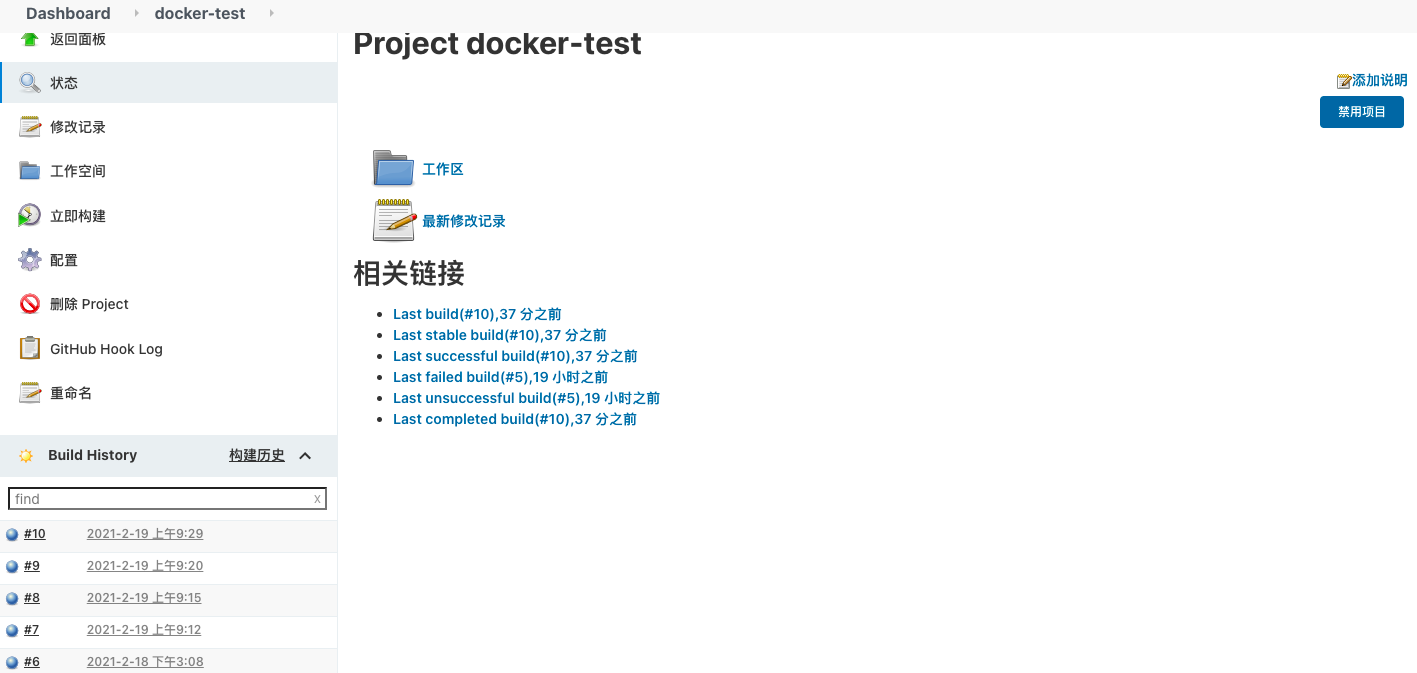 Dashboard docker-test
返回面板
状态
修改记录
工作空间
立即构建
配置
删除 Project
GitHub Hook Log
重命名
Build History 构建历史
find x
#10 2021-2-19 上午9:29
#9 2021-2-19 上午9:20
#8 2021-2-19 上午9:15
#7 2021-2-19 上午9:12
#6 2021-2-18 下午3:08
Project docker-test
添加说明
禁用项目
工作区
最新修改记录
相关链接
Last build(#10),37 分之前
Last stable build(#10),37 分之前
Last successful build(#10),37 分之前
Last failed build(#5),19 小时之前
Last unsuccessful build(#5),19 小时之前
Last completed build(#10),37 分之前